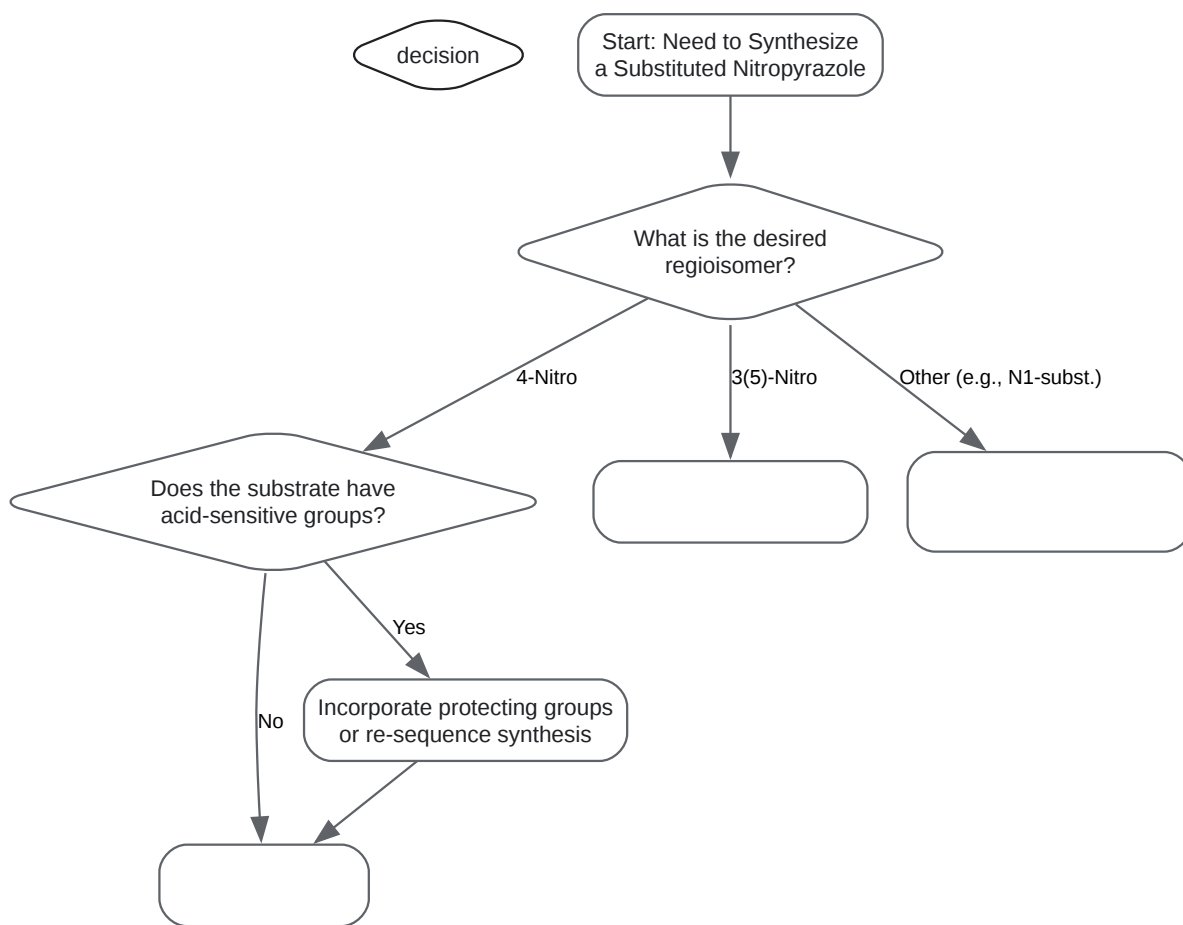 decision
Start: Need to Synthesize
a Substituted Nitropyrazole
What is the desired
regioisomer?
4-Nitro
3(5)-Nitro
Other (e.g., N1-subst.)
Does the substrate have
acid-sensitive groups?
Yes
No
Incorporate protecting groups
or re-sequence synthesis